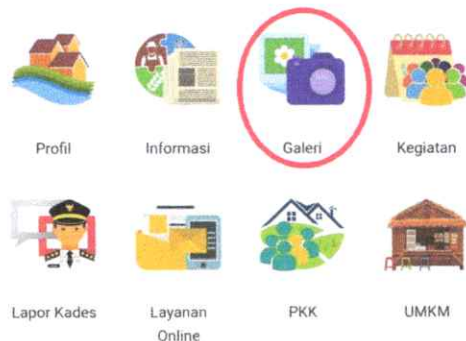 Profil
Informasi
Galeri
Kegiatan
Lapor Kades
Layanan Online
PKK
UMKM